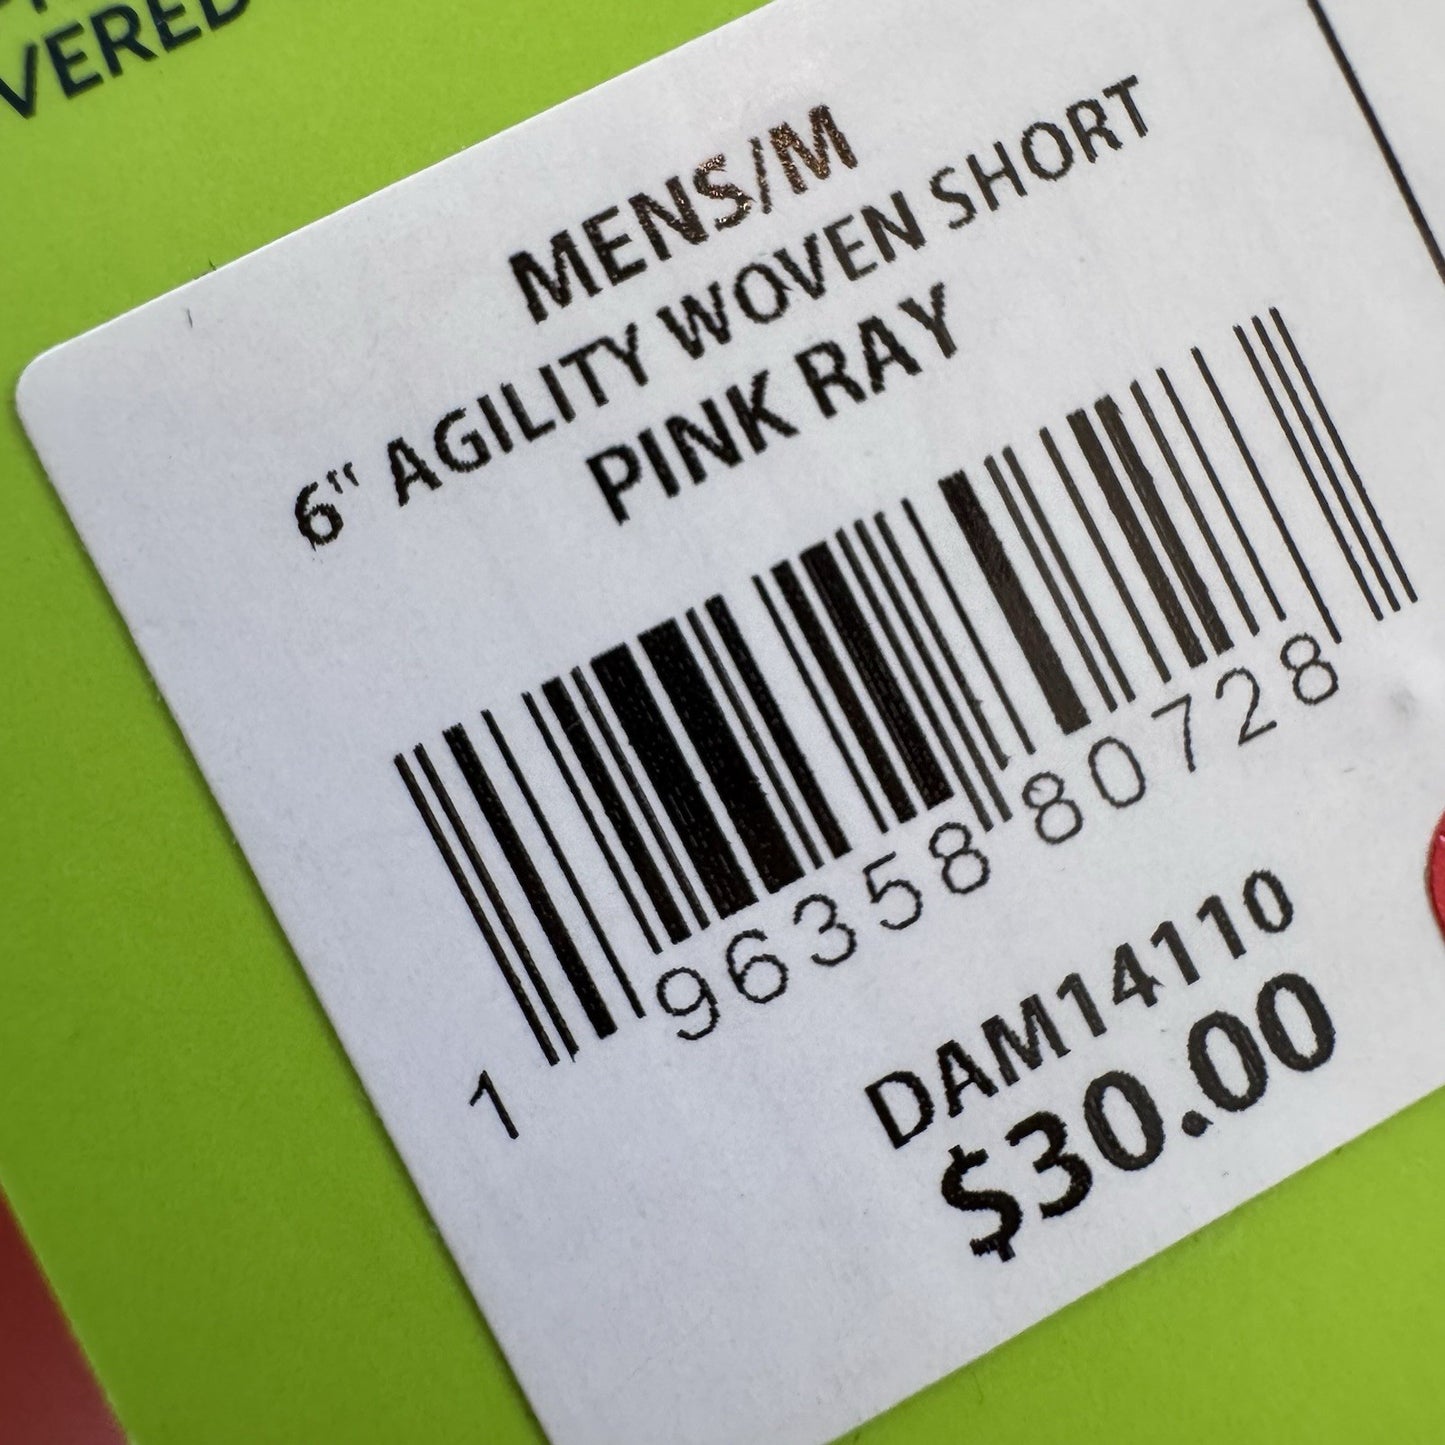 VERED
MENS/M
6" AGILITY WOVEN SHORT
PINK RAY
1 96358 80728
DAM14110
$30.00